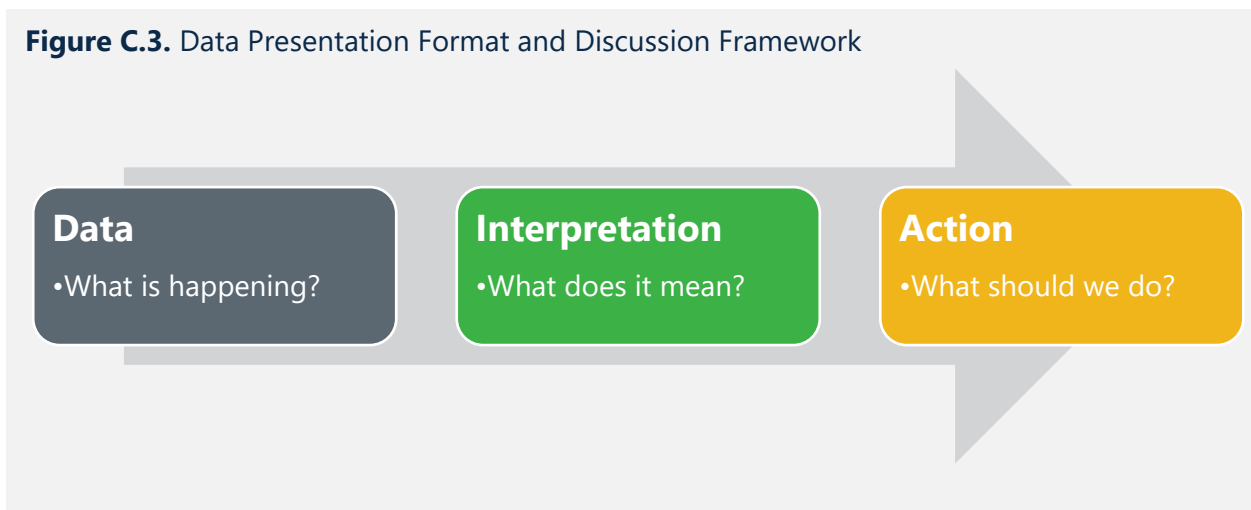 Figure C.3. Data Presentation Format and Discussion Framework
Data
•What is happening?
Interpretation
•What does it mean?
Action
•What should we do?